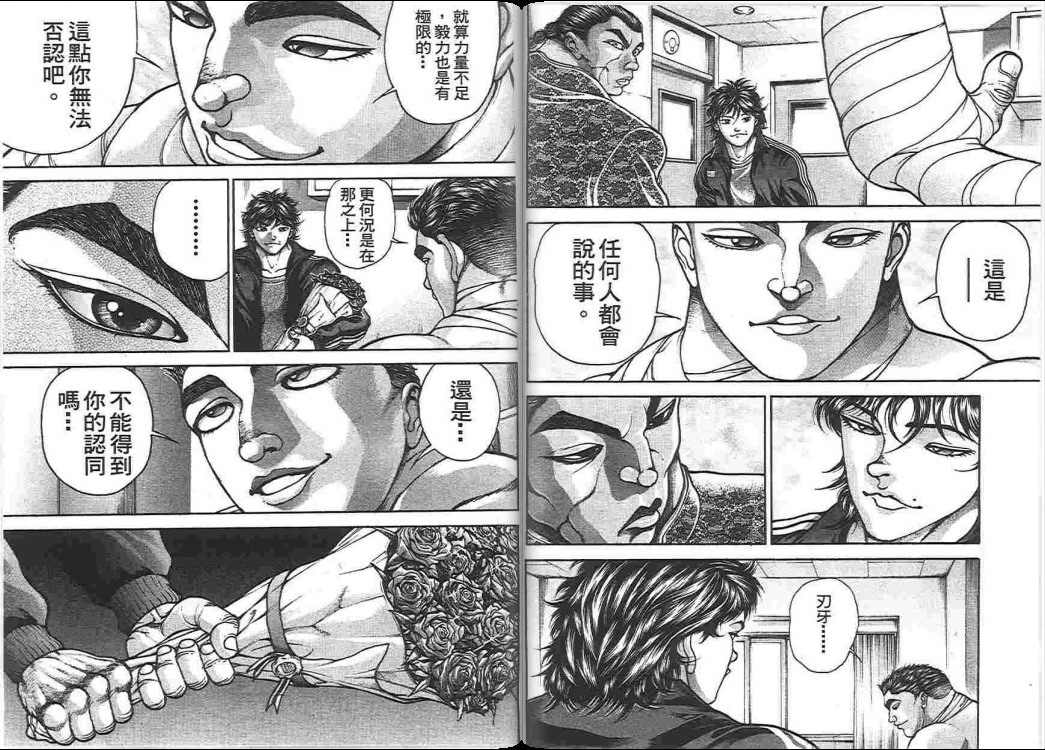 這是
──
任何人都會
說的事。
刃牙……
就算力量不足
，毅力也是有
極限的…
這點你無法
否認吧。
更何況是在
那之上…
………
還是…
不能得到
你的認同
嗎…